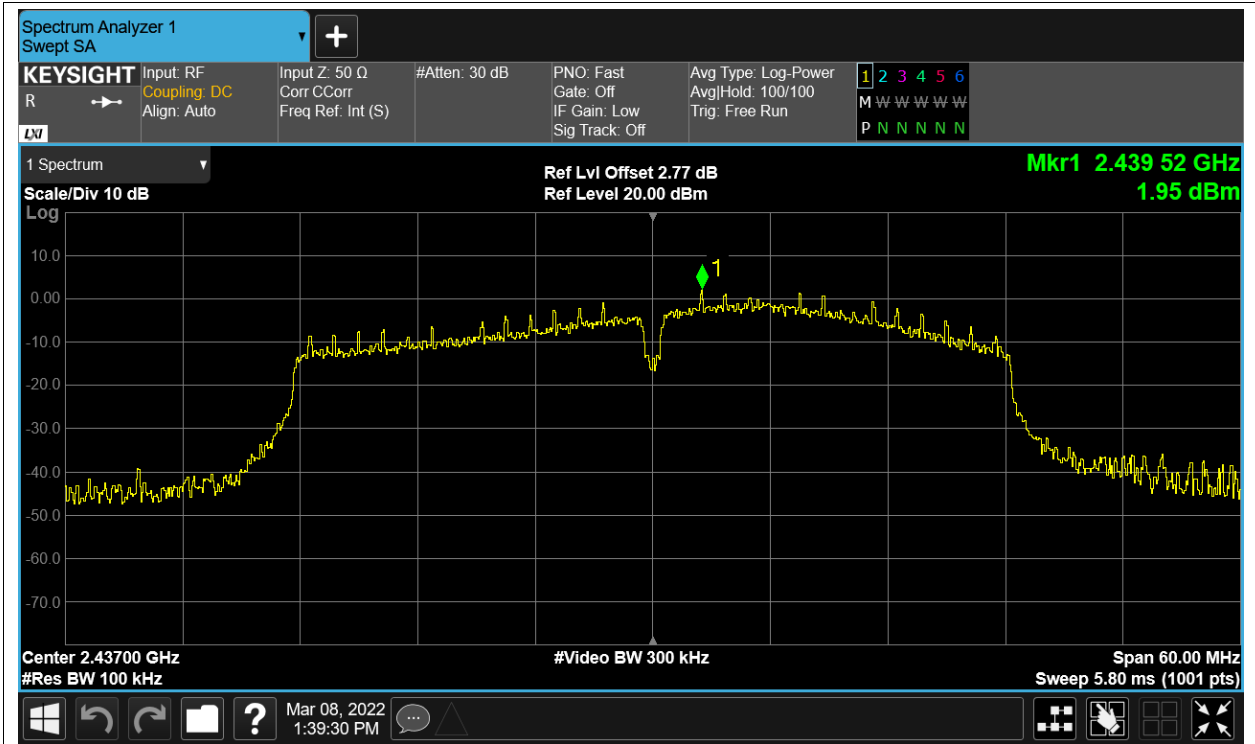 Spectrum Analyzer 1
Swept SA
KEYSIGHT
R
LXI
Input: RF
Coupling: DC
Align: Auto
Input Z: 50 Ω
Corr CCorr
Freq Ref: Int (S)
#Atten: 30 dB
PNO: Fast
Gate: Off
IF Gain: Low
Sig Track: Off
Avg Type: Log-Power
Avg|Hold: 100/100
Trig: Free Run
1 2 3 4 5 6
M W W W W W
P N N N N N
1 Spectrum
Scale/Div 10 dB
Log
Ref Lvl Offset 2.77 dB
Ref Level 20.00 dBm
Mkr1 2.439 52 GHz
1.95 dBm
1
10.0
0.00
-10.0
-20.0
-30.0
-40.0
-50.0
-60.0
-70.0
Center 2.43700 GHz
#Res BW 100 kHz
#Video BW 300 kHz
Span 60.00 MHz
Sweep 5.80 ms (1001 pts)
?
Mar 08, 2022
1:39:30 PM